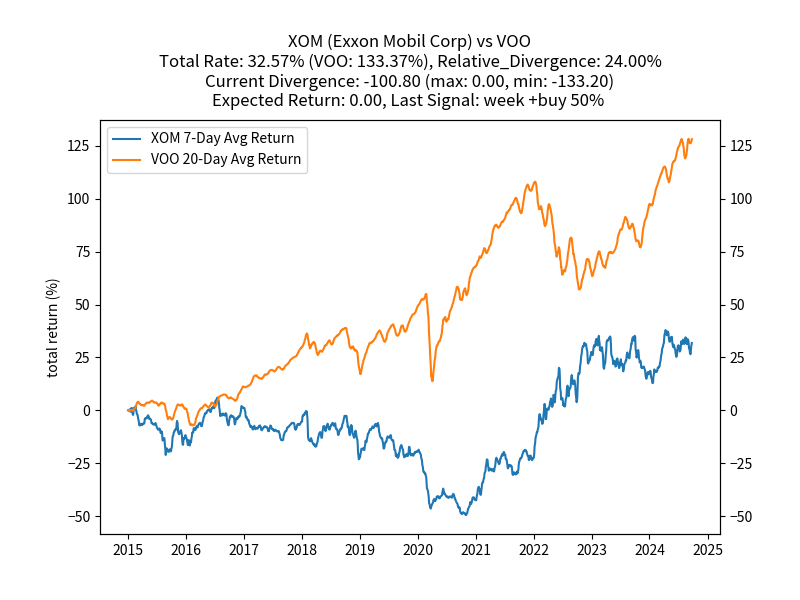 XOM (Exxon Mobil Corp) vs VOO
Total Rate: 32.57% (VOO: 133.37%), Relative_Divergence: 24.00%
Current Divergence: -100.80 (max: 0.00, min: -133.20)
Expected Return: 0.00, Last Signal: week +buy 50%
XOM 7-Day Avg Return
VOO 20-Day Avg Return
total return (%)
125 125
100 100
75 75
50 50
25 25
0 0
−25 −25
−50 −50
2015 2016 2017 2018 2019 2020 2021 2022 2023 2024 2025